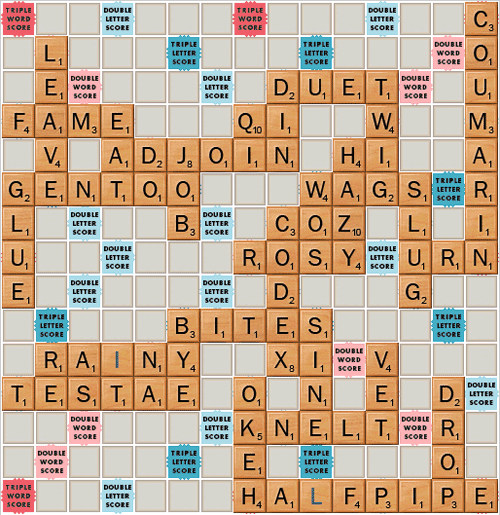 TRIPLE WORD SCORE DOUBLE LETTER SCORE TRIPLE WORD SCORE DOUBLE LETTER SCORE C3
L1 TRIPLE LETTER SCORE TRIPLE LETTER SCORE DOUBLE WORD SCORE O1
E1 DOUBLE WORD SCORE DOUBLE LETTER SCORE D2 U1 E1 T1 DOUBLE WORD SCORE U1
F4 A1 M3 E1 Q10 I1 W4 M3
V4 A1 D2 J8 O1 I1 N1 H4 I1 A1
G2 E1 N1 T1 O1 O1 W4 A1 G2 S1 TRIPLE LETTER SCORE R1
L1 DOUBLE LETTER SCORE B3 DOUBLE LETTER SCORE C3 O1 Z10 L1 I1
U1 DOUBLE LETTER SCORE R1 O1 S1 Y4 DOUBLE LETTER SCORE U1 R1 N1
E1 DOUBLE LETTER SCORE DOUBLE LETTER SCORE D2 G2
TRIPLE LETTER SCORE B3 I1 T1 E1 S1 TRIPLE LETTER SCORE
R1 A1 I N1 Y4 X8 I1 DOUBLE WORD SCORE V4
T1 E1 S1 T1 A1 E1 O1 N1 E1 D2 DOUBLE LETTER SCORE
DOUBLE WORD SCORE DOUBLE LETTER SCORE K5 N1 E1 L1 T1 DOUBLE WORD SCORE R1
DOUBLE WORD SCORE TRIPLE LETTER SCORE E1 TRIPLE LETTER SCORE O1
TRIPLE WORD SCORE DOUBLE LETTER SCORE H4 A1 L F4 P3 I1 P3 E1